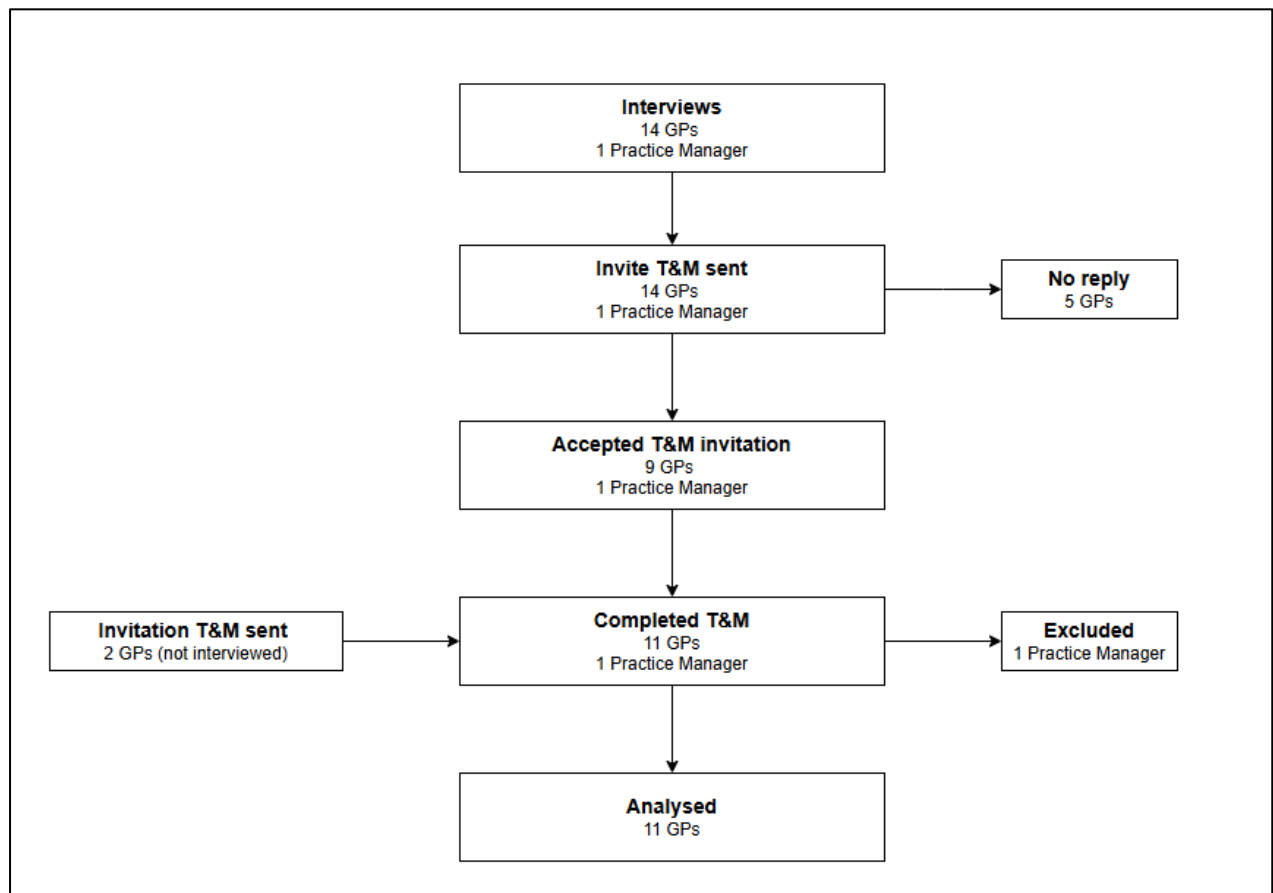 Interviews
14 GPs
1 Practice Manager
Invite T&M sent
14 GPs
1 Practice Manager
No reply
5 GPs
Accepted T&M invitation
9 GPs
1 Practice Manager
Invitation T&M sent
2 GPs (not interviewed)
Completed T&M
11 GPs
1 Practice Manager
Excluded
1 Practice Manager
Analysed
11 GPs